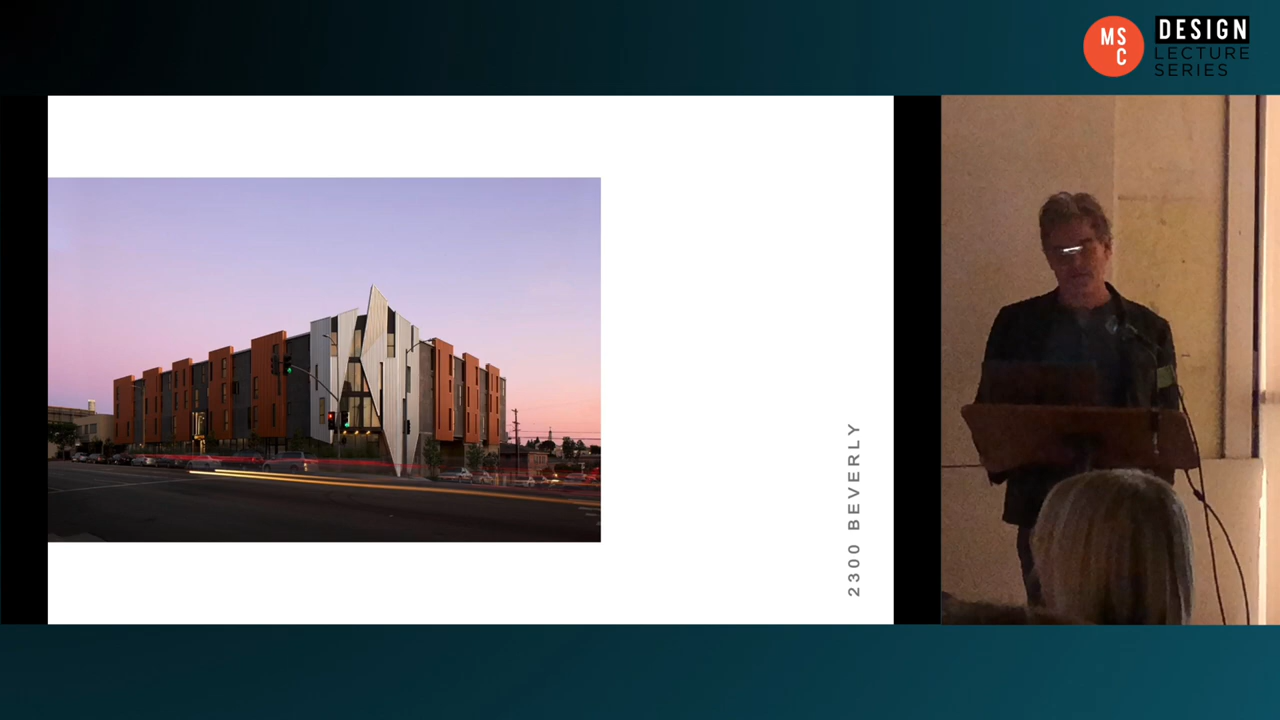 MS
C
DESIGN
LECTURE
SERIES
2300 BEVERLY